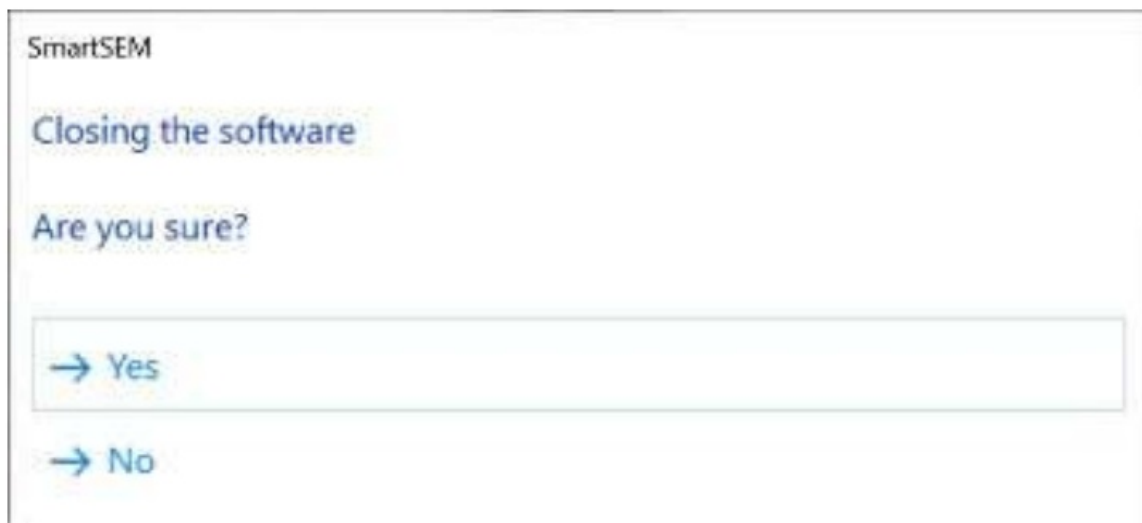 SmartSEM
Closing the software
Are you sure?
→ Yes
→ No